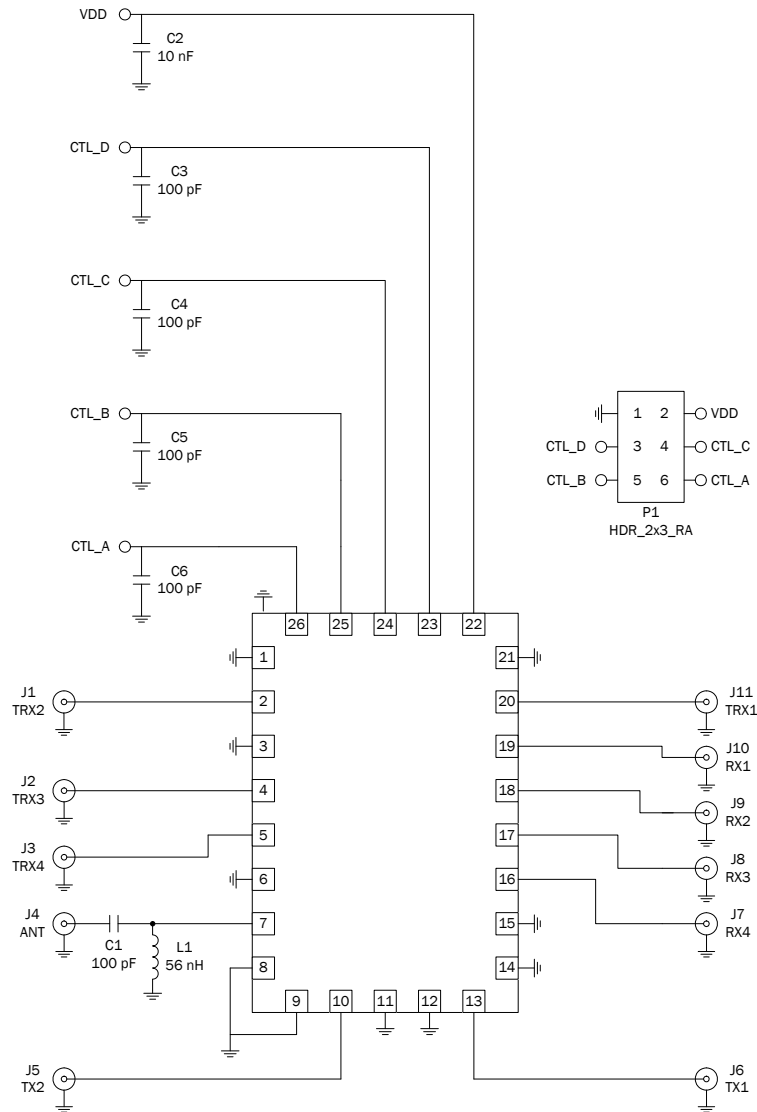 VDD
C2
10 nF
CTL_D
C3
100 pF
CTL_C
C4
100 pF
CTL_B
C5
100 pF
CTL_A
C6
100 pF
1 2
VDD
CTL_D
3 4
CTL_C
CTL_B
5 6
CTL_A
P1
HDR_2x3_RA
26 25 24 23 22
1
21
J1
TRX2
2
20
J11
TRX1
3
19
J10
RX1
J2
TRX3
4
18
J9
RX2
J3
TRX4
5
17
J8
RX3
6
16
J4
ANT
C1
100 pF
L1
56 nH
7
15
J7
RX4
8
14
9 10 11 12 13
J5
TX2
J6
TX1